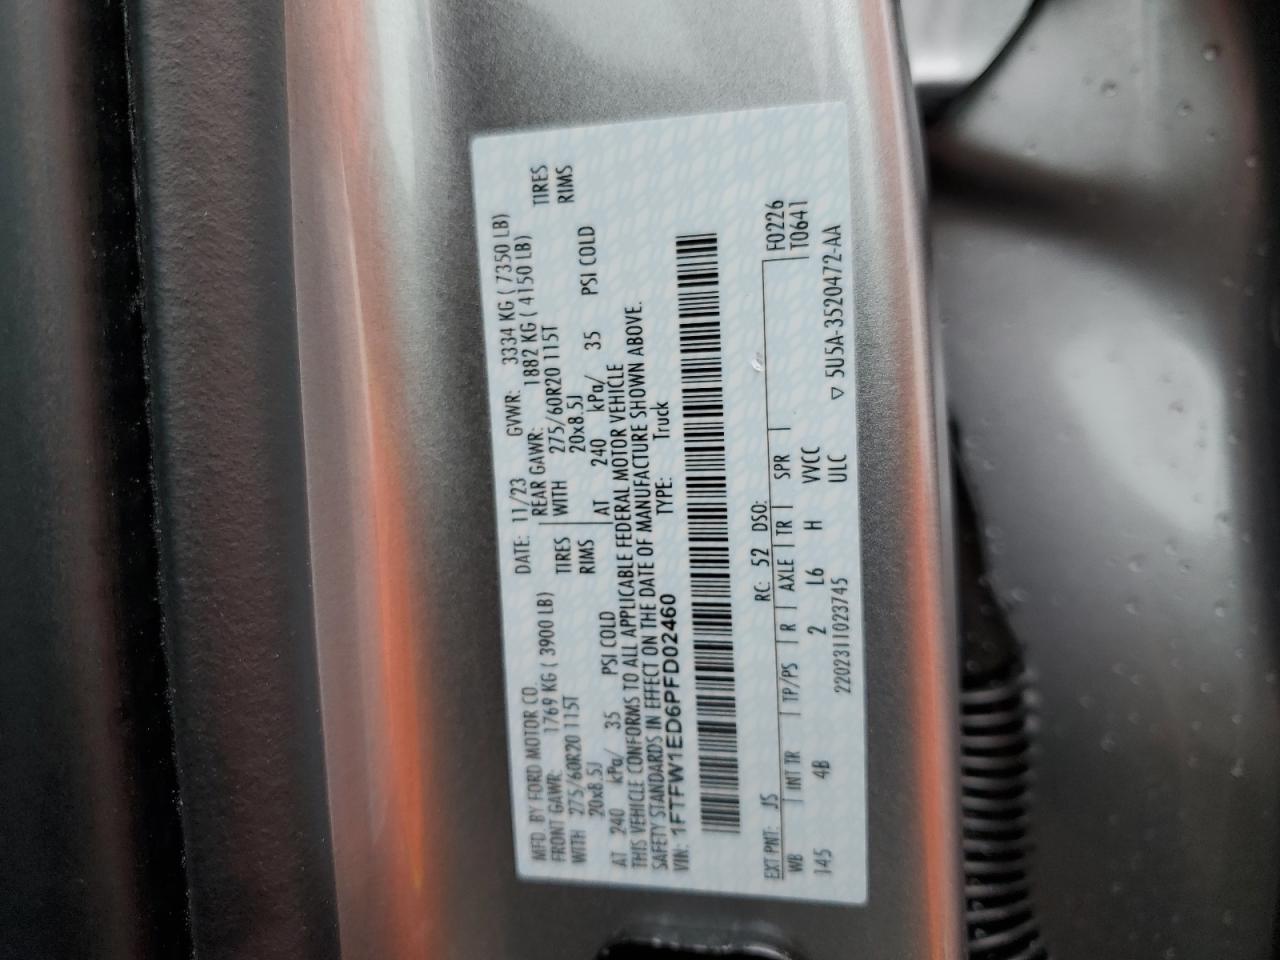 MFD. BY FORD MOTOR CO. DATE: 11/23 GVWR: 3334 KG ( 7350 LB)
FRONT GAWR: 1769 KG ( 3900 LB) REAR GAWR: 1882 KG ( 4150 LB)
WITH 275/60R20 115T TIRES WITH 275/60R20 115T TIRES
20x8.5J RIMS 20x8.5J RIMS
AT 240 kPa/ 35 PSI COLD AT 240 kPa/ 35 PSI COLD
THIS VEHICLE CONFORMS TO ALL APPLICABLE FEDERAL MOTOR VEHICLE
SAFETY STANDARDS IN EFFECT ON THE DATE OF MANUFACTURE SHOWN ABOVE.
VIN: 1FTFW1ED6PFD02460 TYPE: Truck
EXT PNT: JS RC: 52 DSO: F0226
WB INT TR TP/PS R AXLE TR SPR T0641
145 4B 2 L6 H VVCC
2202311023745 ULC ▽ 5U5A-3520472-AA